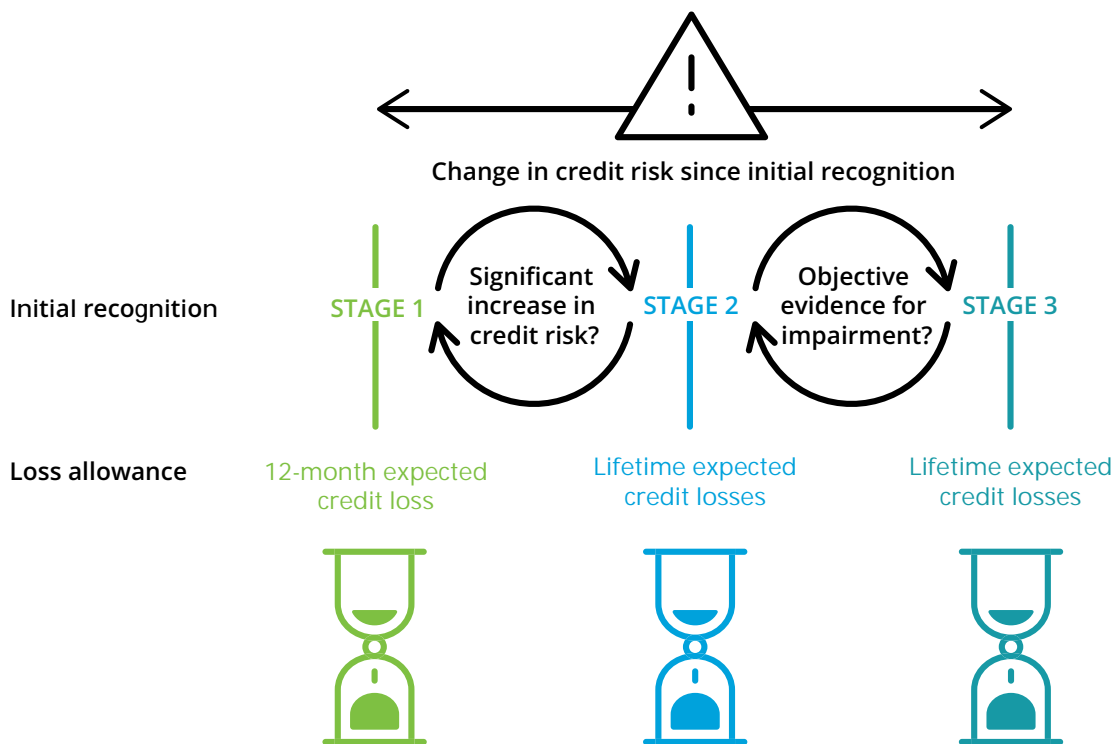 Change in credit risk since initial recognition
Initial recognition
STAGE 1
Significant
increase in
credit risk?
STAGE 2
Objective
evidence for
impairment?
STAGE 3
Loss allowance
12-month expected
credit loss
Lifetime expected
credit losses
Lifetime expected
credit losses